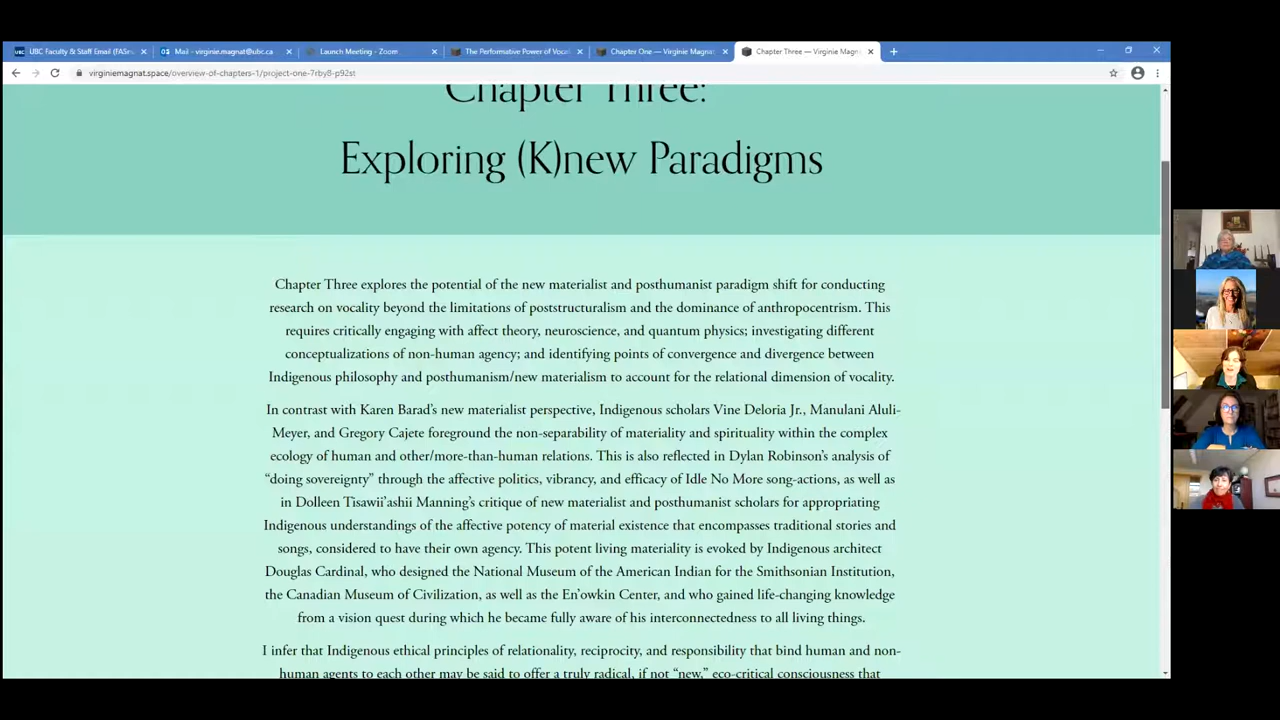 UBC Faculty & Staff Email (FASm
Mail - virginie.magnat@ubc.ca
Launch Meeting - Zoom
The Performative Power of Vocal
Chapter One — Virginie Magnat
Chapter Three — Virginie Magn
virginiemagnat.space/overview-of-chapters-1/project-one-7rby8-p92st
Chapter Three:
Exploring (K)new Paradigms
Chapter Three explores the potential of the new materialist and posthumanist paradigm shift for conducting
research on vocality beyond the limitations of poststructuralism and the dominance of anthropocentrism. This
requires critically engaging with affect theory, neuroscience, and quantum physics; investigating different
conceptualizations of non-human agency; and identifying points of convergence and divergence between
Indigenous philosophy and posthumanism/new materialism to account for the relational dimension of vocality.
In contrast with Karen Barad’s new materialist perspective, Indigenous scholars Vine Deloria Jr., Manulani Aluli-
Meyer, and Gregory Cajete foreground the non-separability of materiality and spirituality within the complex
ecology of human and other/more-than-human relations. This is also reflected in Dylan Robinson’s analysis of
“doing sovereignty” through the affective politics, vibrancy, and efficacy of Idle No More song-actions, as well as
in Dolleen Tisawii’ashii Manning’s critique of new materialist and posthumanist scholars for appropriating
Indigenous understandings of the affective potency of material existence that encompasses traditional stories and
songs, considered to have their own agency. This potent living materiality is evoked by Indigenous architect
Douglas Cardinal, who designed the National Museum of the American Indian for the Smithsonian Institution,
the Canadian Museum of Civilization, as well as the En’owkin Center, and who gained life-changing knowledge
from a vision quest during which he became fully aware of his interconnectedness to all living things.
I infer that Indigenous ethical principles of relationality, reciprocity, and responsibility that bind human and non-
human agents to each other may be said to offer a truly radical, if not “new,” eco-critical consciousness that